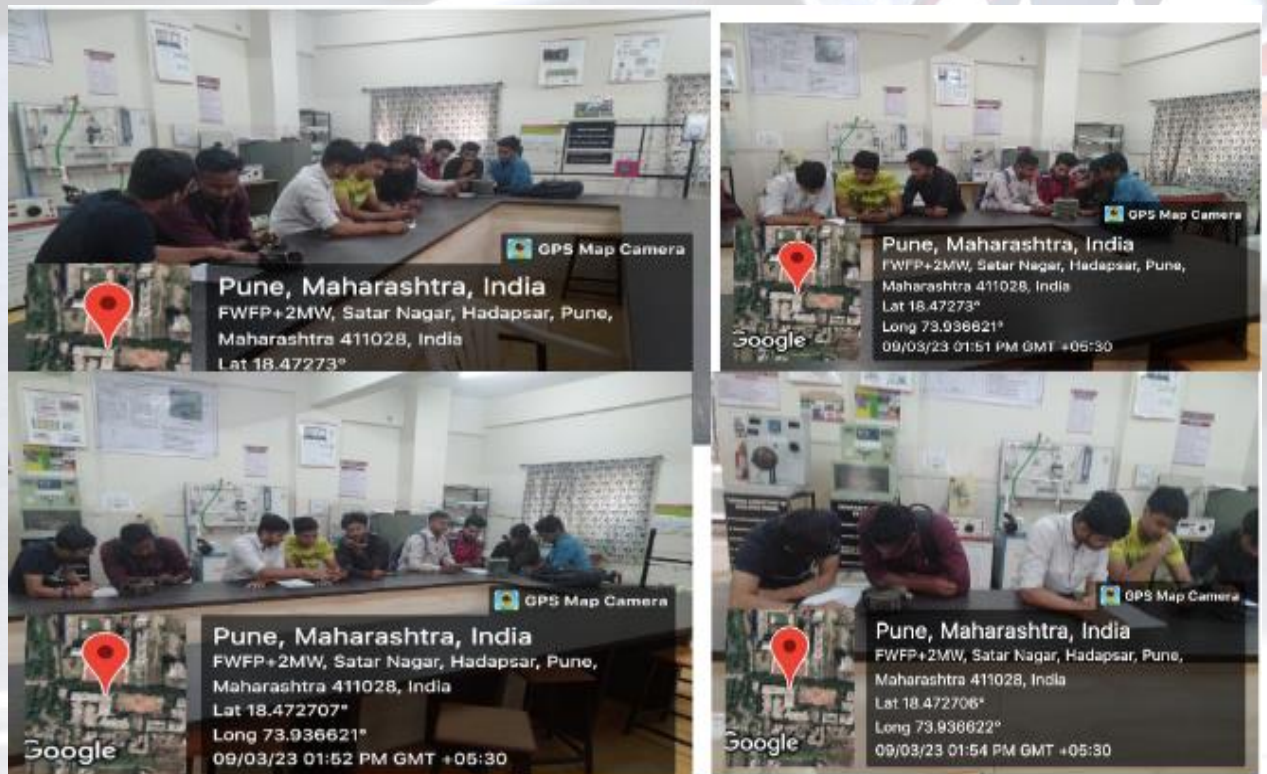 GPS Map Camera
Pune, Maharashtra, India
FWFP+2MW, Satar Nagar, Hadapsar, Pune,
Maharashtra 411028, India
Lat 18.47273°
GPS Map Camera
Pune, Maharashtra, India
FWFP+2MW, Satar Nagar, Hadapsar, Pune,
Maharashtra 411028, India
Lat 18.47273°
Long 73.936621°
09/03/23 01:51 PM GMT +05:30
Google
GPS Map Camera
Pune, Maharashtra, India
FWFP+2MW, Satar Nagar, Hadapsar, Pune,
Maharashtra 411028, India
Lat 18.472707°
Long 73.936621°
09/03/23 01:52 PM GMT +05:30
Google
GPS Map Camera
Pune, Maharashtra, India
FWFP+2MW, Satar Nagar, Hadapsar, Pune,
Maharashtra 411028, India
Lat 18.472706°
Long 73.936622°
09/03/23 01:54 PM GMT +05:30
Google